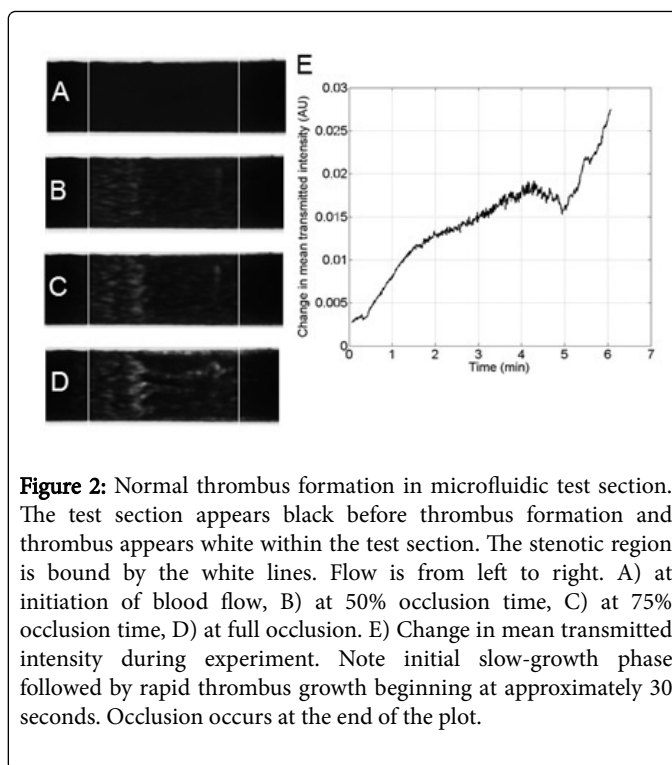 E
A
B
C
D
0.03
0.025
0.02
0.015
0.01
0.005
0
Change in mean transmitted intensity (AU)
0
1
2
3
4
5
6
7
Time (min)
Figure 2: Normal thrombus formation in microfluidic test section.
The test section appears black before thrombus formation and
thrombus appears white within the test section. The stenotic region
is bound by the white lines. Flow is from left to right. A) at
initiation of blood flow, B) at 50% occlusion time, C) at 75%
occlusion time, D) at full occlusion. E) Change in mean transmitted
intensity during experiment. Note initial slow-growth phase
followed by rapid thrombus growth beginning at approximately 30
seconds. Occlusion occurs at the end of the plot.